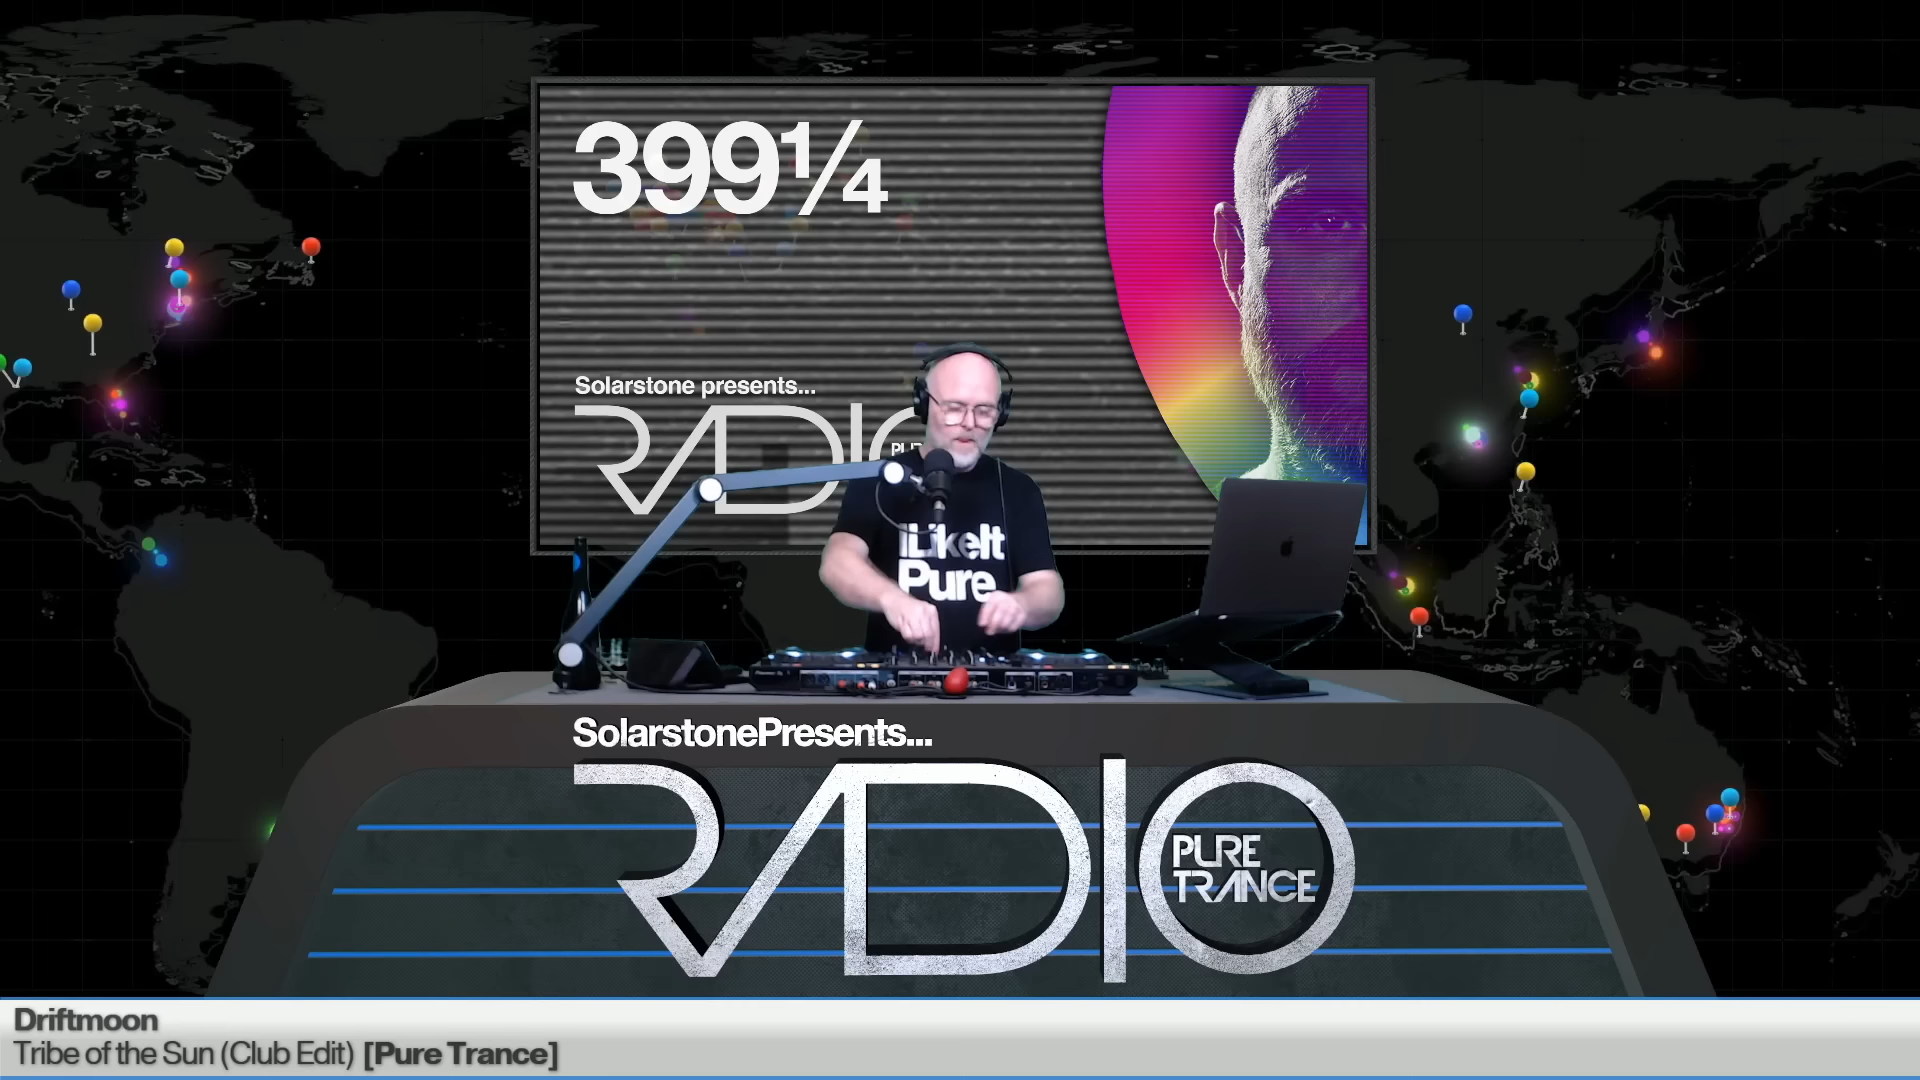 399¼
Solarstone presents...
RADIO
iLikeIt
Pure
SolarstonePresents...
RADIO
PURE
TRANCE
Driftmoon
Tribe of the Sun (Club Edit) [Pure Trance]